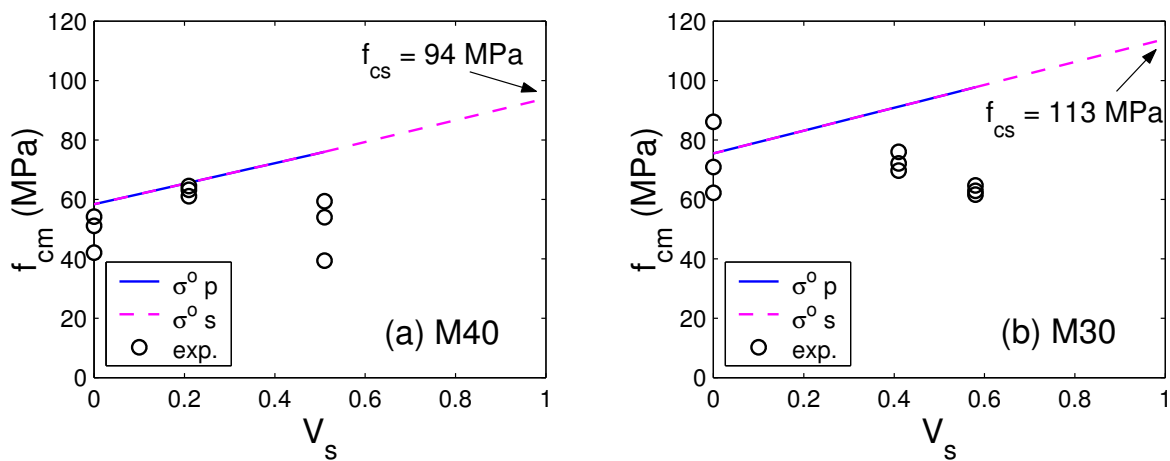 120
100
80
60
40
20
0
f_cm (MPa)
f_cs = 94 MPa
σ^o p
σ^o s
exp.
(a) M40
0 0.2 0.4 0.6 0.8 1
V_s
120
100
80
60
40
20
0
f_cm (MPa)
f_cs = 113 MPa
σ^o p
σ^o s
exp.
(b) M30
0 0.2 0.4 0.6 0.8 1
V_s